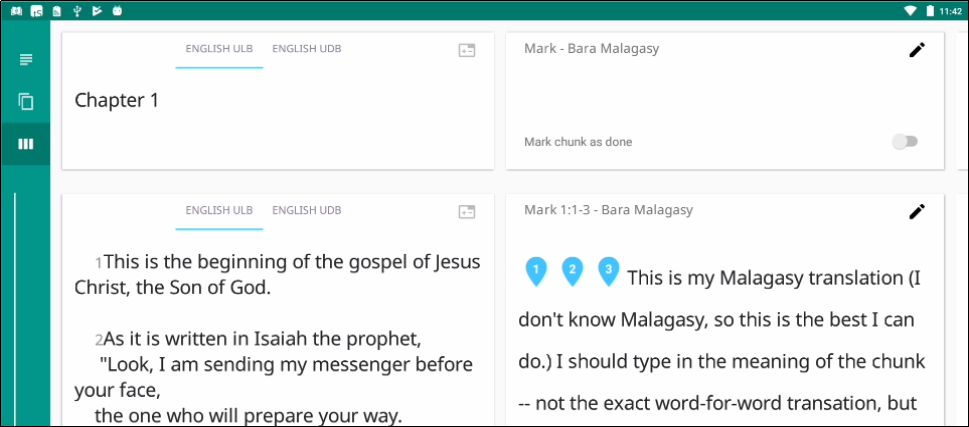 11:42
ENGLISH ULB ENGLISH UDB
Chapter 1
Mark - Bara Malagasy
Mark chunk as done
ENGLISH ULB ENGLISH UDB
1This is the beginning of the gospel of Jesus
Christ, the Son of God.
2As it is written in Isaiah the prophet,
"Look, I am sending my messenger before
your face,
the one who will prepare your way.
Mark 1:1-3 - Bara Malagasy
1 2 3 This is my Malagasy translation (I
don't know Malagasy, so this is the best I can
do.) I should type in the meaning of the chunk
-- not the exact word-for-word transation, but